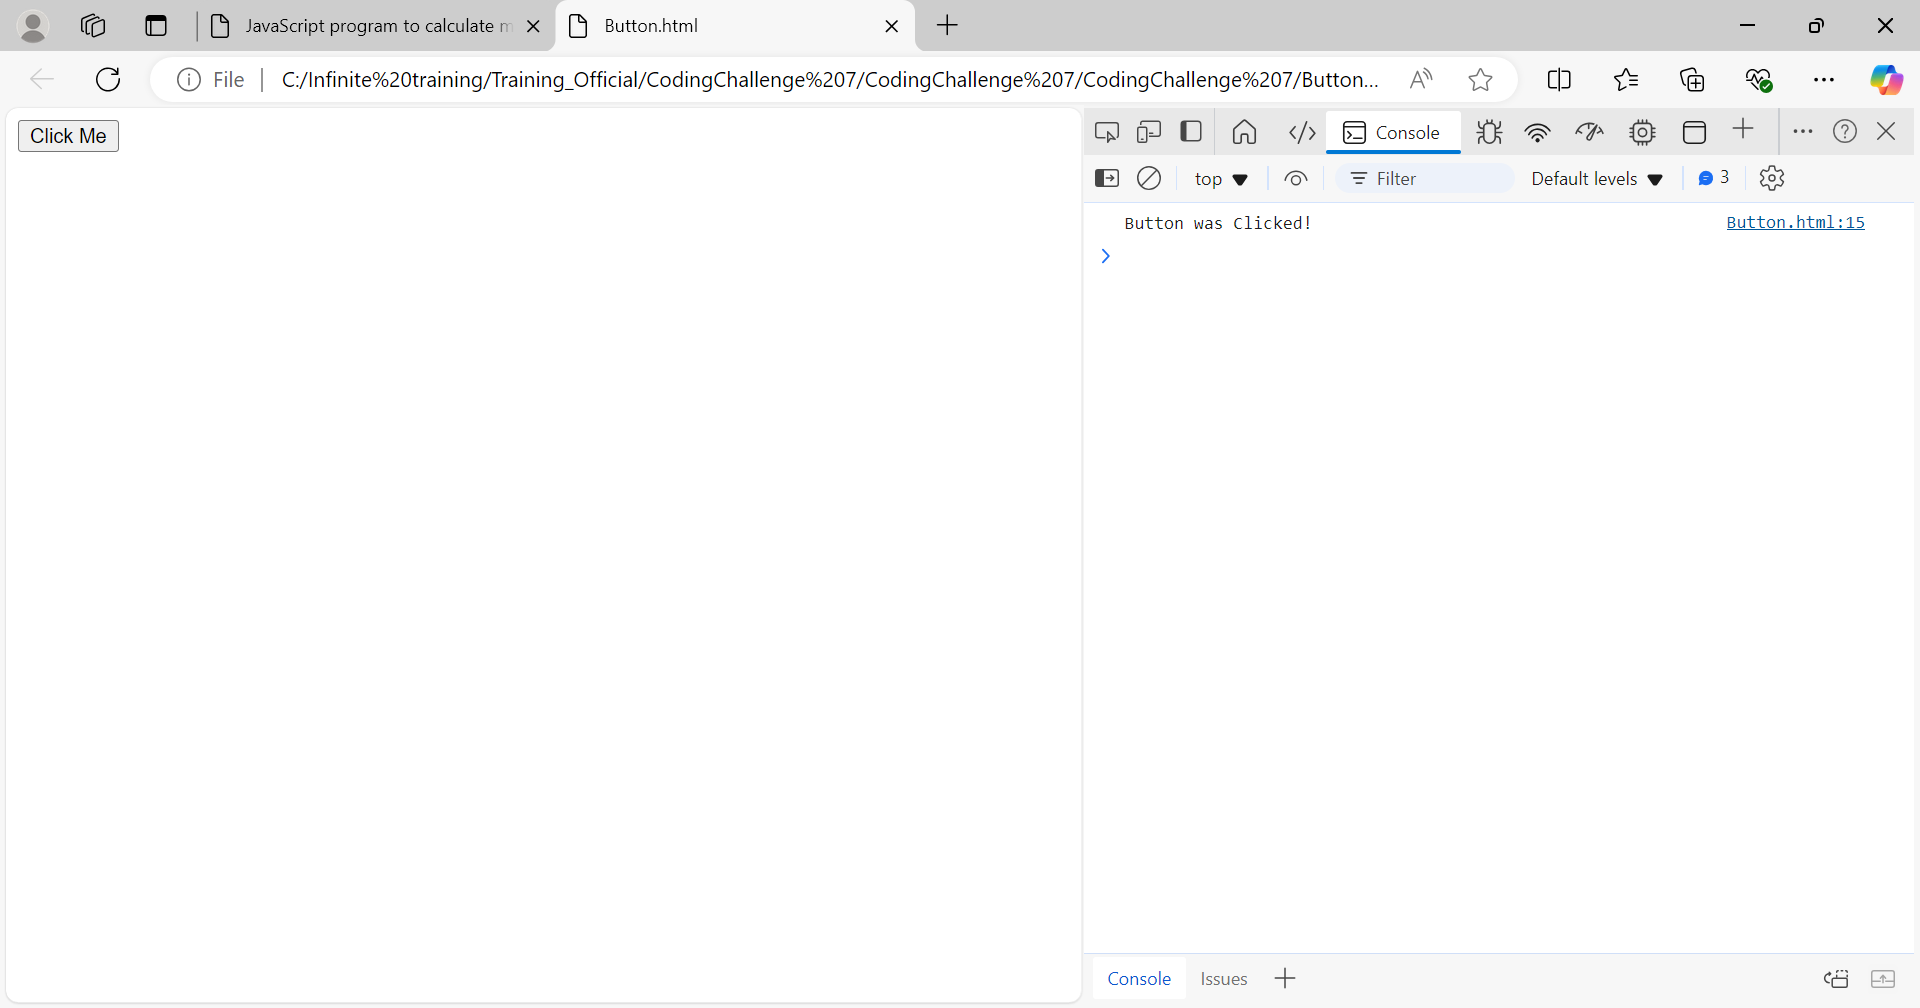 JavaScript program to calculate m
Button.html
File
C:/Infinite%20training/Training_Official/CodingChallenge%207/CodingChallenge%207/CodingChallenge%207/Button...
Click Me
Console
top
Filter
Default levels
3
Button was Clicked!
Button.html:15
Console
Issues